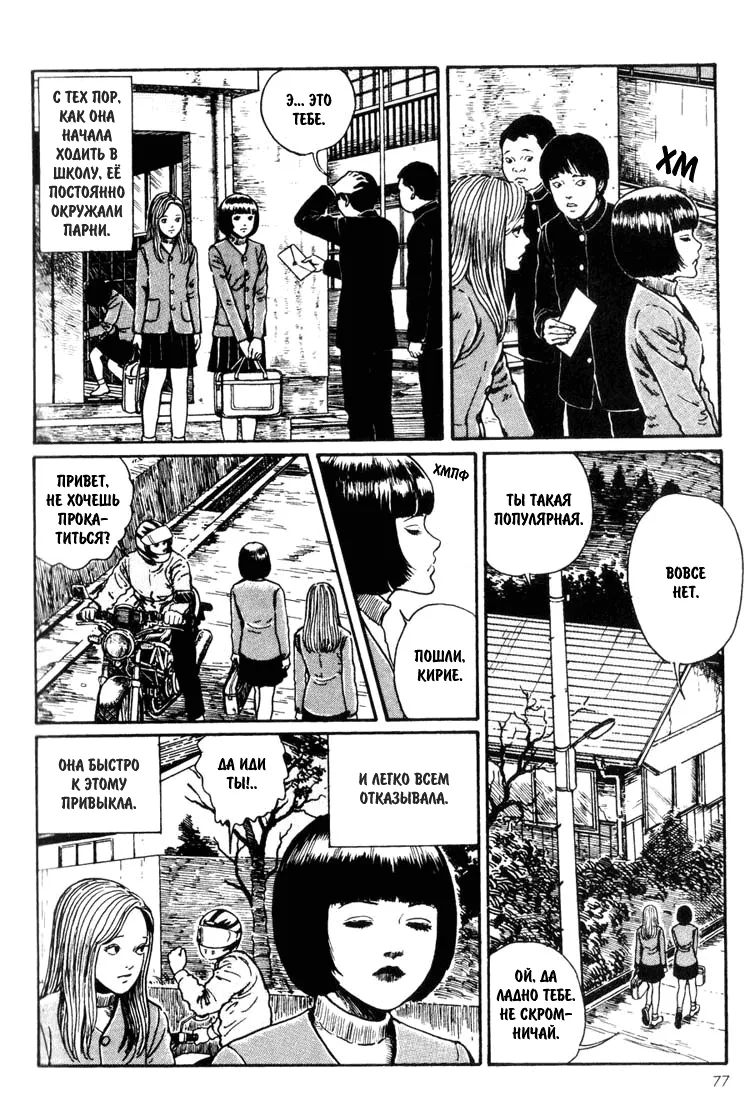 С ТЕХ ПОР,
КАК ОНА
НАЧАЛА
ХОДИТЬ В
ШКОЛУ, ЕЁ
ПОСТОЯННО
ОКРУЖАЛИ
ПАРНИ.
Э... ЭТО
ТЕБЕ.
ХМ
ПРИВЕТ,
НЕ ХОЧЕШЬ
ПРОКА-
ТИТЬСЯ?
ХМПФ
ПОШЛИ,
КИРИЕ.
ОНА БЫСТРО
К ЭТОМУ
ПРИВЫКЛА.
ДА ИДИ
ТЫ!..
И ЛЕГКО ВСЕМ
ОТКАЗЫВАЛА.
ТЫ ТАКАЯ
ПОПУЛЯРНАЯ.
ВОВСЕ
НЕТ.
ОЙ, ДА
ЛАДНО ТЕБЕ.
НЕ СКРОМ-
НИЧАЙ.
77